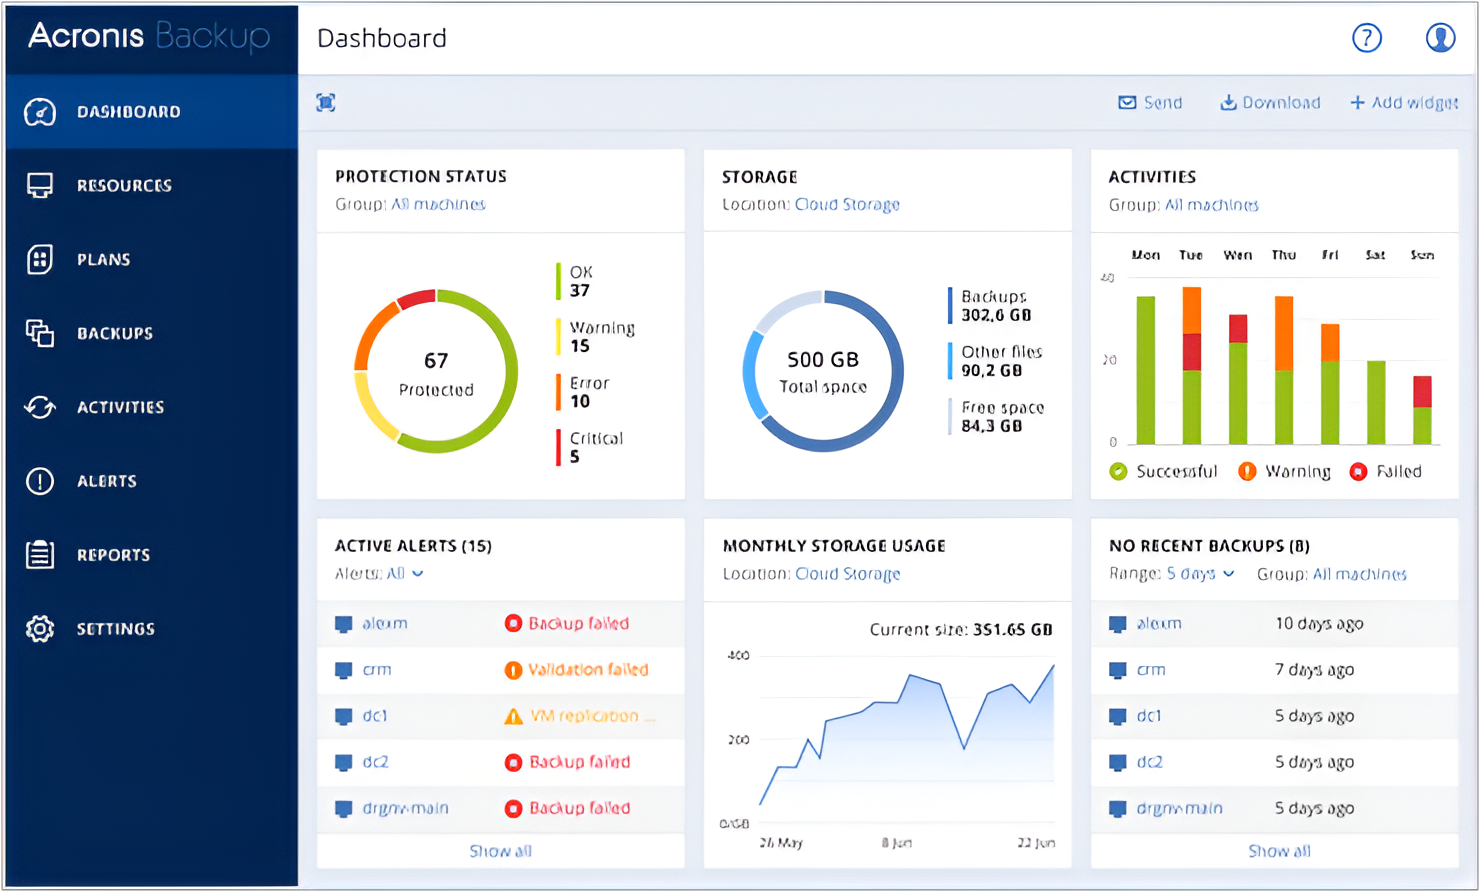 Acronis Backup
Dashboard
DASHBOARD
RESOURCES
PLANS
BACKUPS
ACTIVITIES
ALERTS
REPORTS
SETTINGS
Send
Download
+ Add widget
PROTECTION STATUS
Group: All machines
67
Protected
OK
37
Warning
15
Error
10
Critical
5
STORAGE
Location: Cloud Storage
500 GB
Total space
Backups
302,6 GB
Other files
90,2 GB
Free space
84,3 GB
ACTIVITIES
Group: All machines
Mon Tue Wen Thu Fri Sat Sun
40
20
0
Successful Warning Failed
ACTIVE ALERTS (15)
Alerts: All
alexm Backup failed
crm Validation failed
dc1 VM replication ...
dc2 Backup failed
drgnv-main Backup failed
Show all
MONTHLY STORAGE USAGE
Location: Cloud Storage
Current size: 351.65 GB
400
200
0/GB
26 May 8 Jun 22 Jun
NO RECENT BACKUPS (8)
Range: 5 days Group: All machines
alexm 10 days ago
crm 7 days ago
dc1 5 days ago
dc2 5 days ago
drgnv-main 5 days ago
Show all